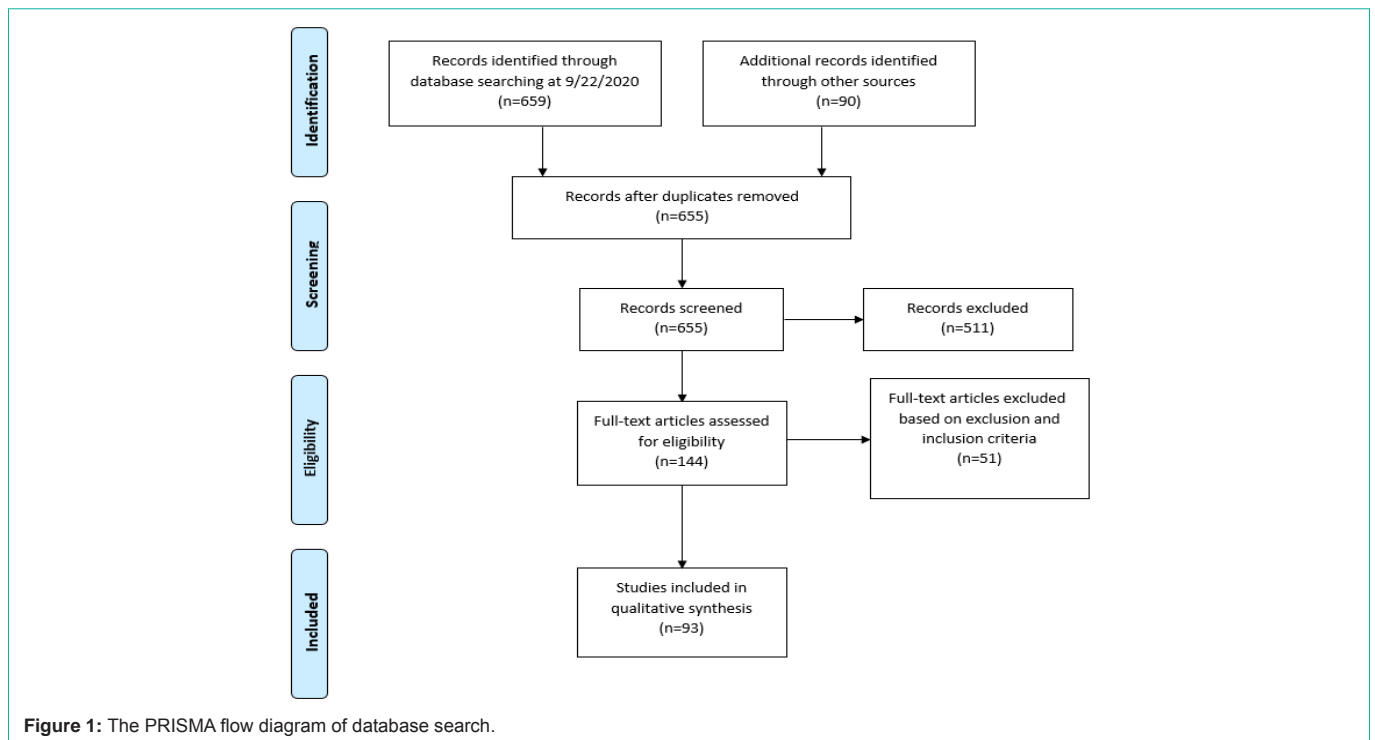 Identification
Records identified through
database searching at 9/22/2020
(n=659)
Additional records identified
through other sources
(n=90)
Records after duplicates removed
(n=655)
Screening
Records screened
(n=655)
Records excluded
(n=511)
Eligibility
Full-text articles assessed
for eligibility
(n=144)
Full-text articles excluded
based on exclusion and
inclusion criteria
(n=51)
Included
Studies included in
qualitative synthesis
(n=93)
Figure 1: The PRISMA flow diagram of database search.